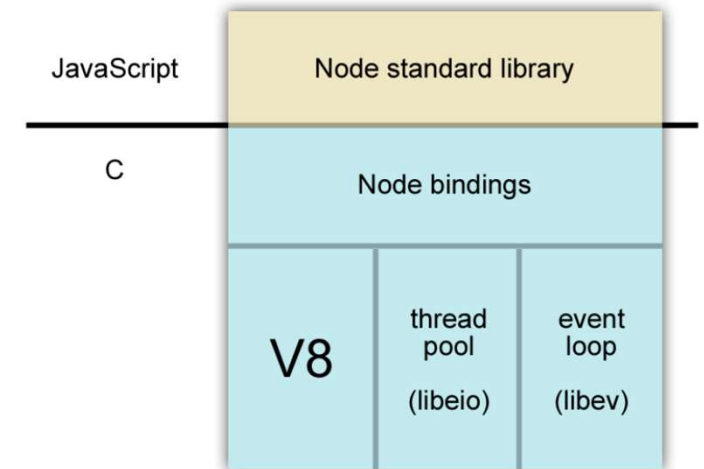 JavaScript
Node standard library
C
Node bindings
V8
thread
pool
(libeio)
event
loop
(libev)